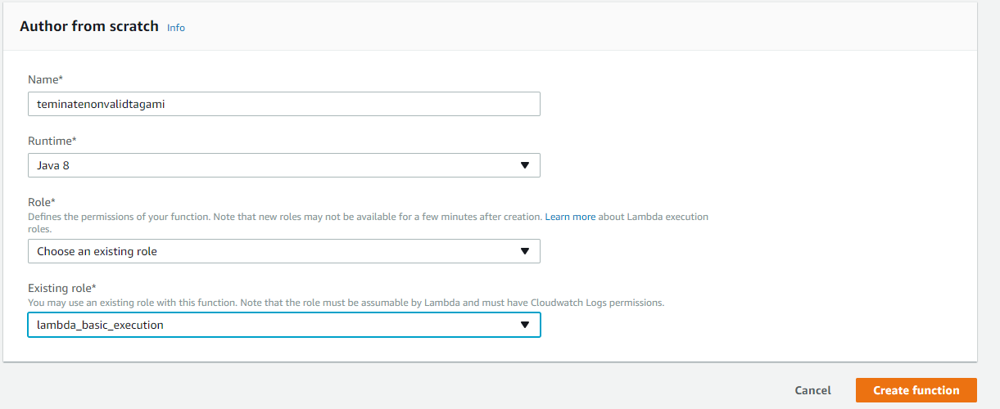 Author from scratch Info
Name*
teminatenonvalidtagami
Runtime*
Java 8
Role*
Defines the permissions of your function. Note that new roles may not be available for a few minutes after creation. Learn more about Lambda execution
roles.
Choose an existing role
Existing role*
You may use an existing role with this function. Note that the role must be assumable by Lambda and must have Cloudwatch Logs permissions.
lambda_basic_execution
Cancel Create function